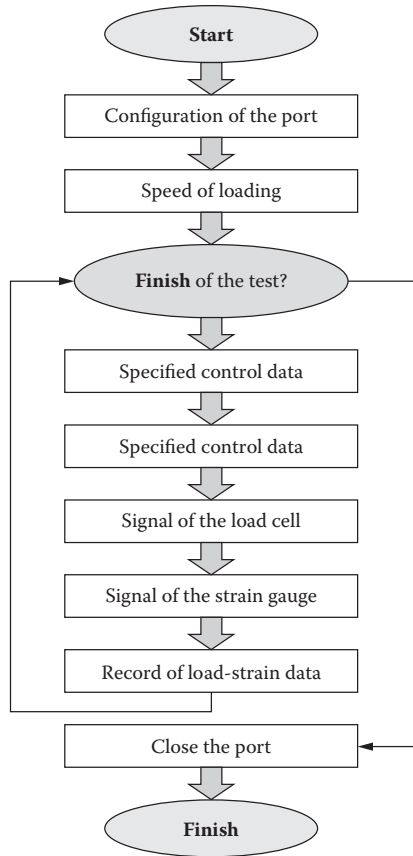 Start
Configuration of the port
Speed of loading
Finish of the test?
Specified control data
Specified control data
Signal of the load cell
Signal of the strain gauge
Record of load-strain data
Close the port
Finish